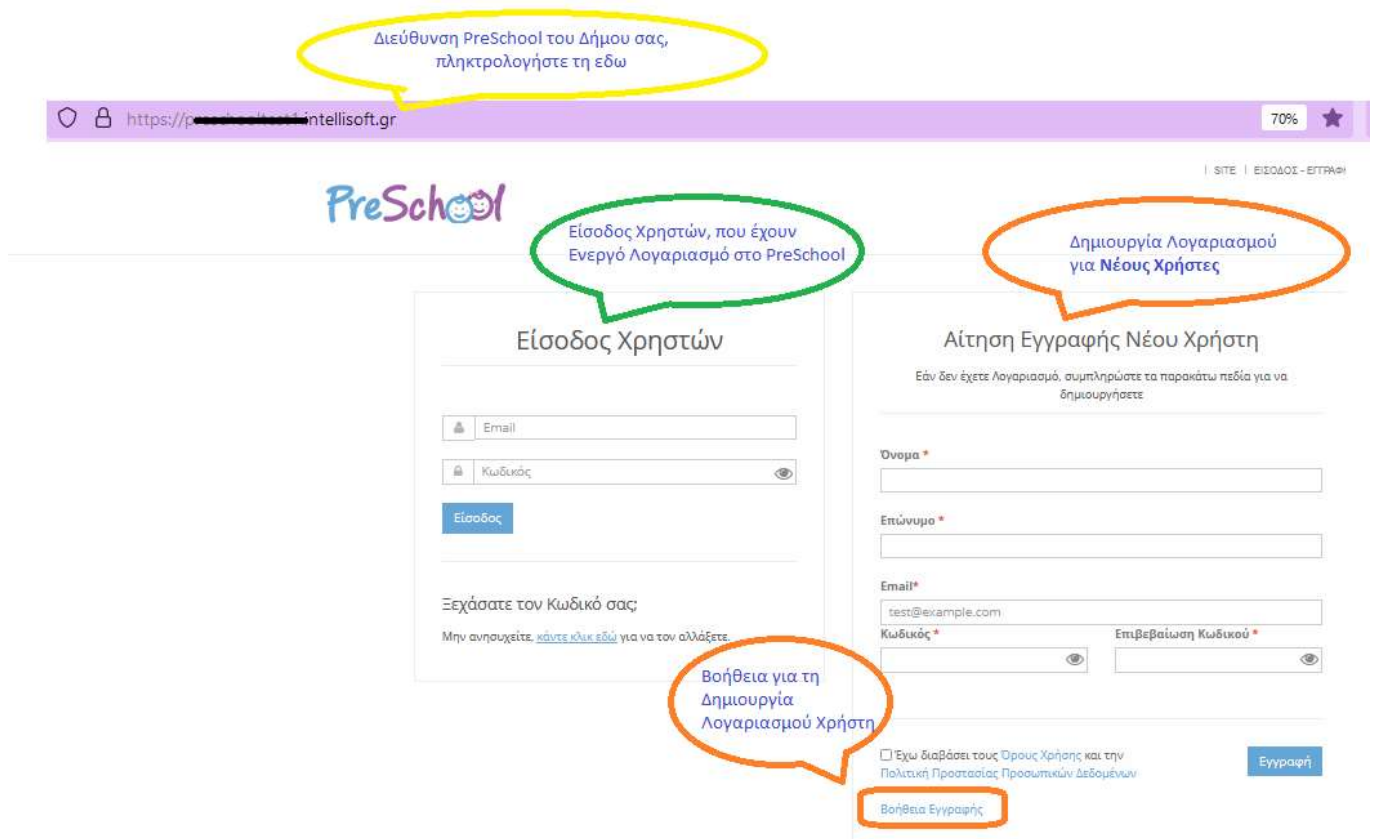 Διεύθυνση PreSchool του Δήμου σας,
πληκτρολογήστε τη εδω
https://p intellisoft.gr
70%
| SITE | ΕΙΣΟΔΟΣ - ΕΓΓΡΑΦΗ
PreSchool
Είσοδος Χρηστών, που έχουν
Ενεργό Λογαριασμό στο PreSchool
Δημιουργία Λογαριασμού
για Νέους Χρήστες
Είσοδος Χρηστών
Email
Κωδικός
Είσοδος
Ξεχάσατε τον Κωδικό σας;
Μην ανησυχείτε, κάντε κλικ εδώ για να τον αλλάξετε.
Αίτηση Εγγραφής Νέου Χρήστη
Εάν δεν έχετε Λογαριασμό, συμπληρώστε τα παρακάτω πεδία για να
δημιουργήσετε
Όνομα *
Επώνυμο *
Email*
test@example.com
Κωδικός * Επιβεβαίωση Κωδικού *
Βοήθεια για τη
Δημιουργία
Λογαριασμού Χρήστη
Έχω διαβάσει τους Όρους Χρήσης και την
Πολιτική Προστασίας Προσωπικών Δεδομένων
Εγγραφή
Βοήθεια Εγγραφής